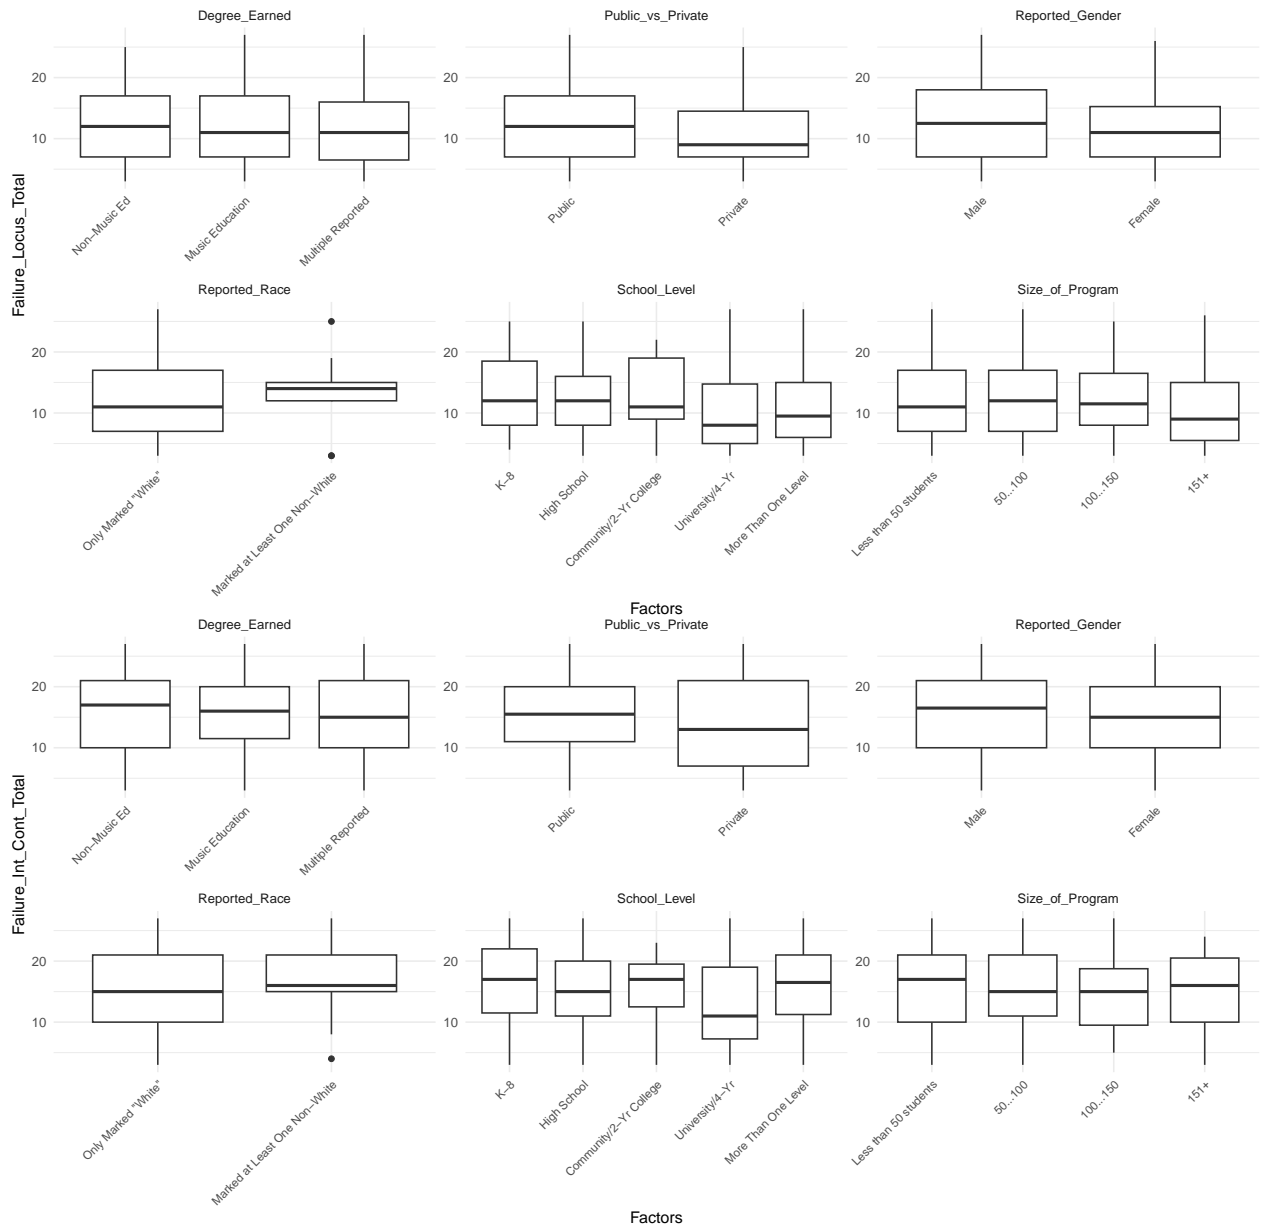 Degree_Earned
Public_vs_Private
Reported_Gender
20
10
20
10
20
10
Non−Music Ed
Music Education
Multiple Reported
Public
Private
Male
Female
Failure_Locus_Total
Reported_Race
School_Level
Size_of_Program
20
10
20
10
20
10
Only Marked "White"
Marked at Least One Non−White
K−8
High School
Community/2−Yr College
University/4−Yr
More Than One Level
Less than 50 students
50...100
100...150
151+
Factors
Degree_Earned
Public_vs_Private
Reported_Gender
20
10
20
10
20
10
Non−Music Ed
Music Education
Multiple Reported
Public
Private
Male
Female
Failure_Int_Cont_Total
Reported_Race
School_Level
Size_of_Program
20
10
20
10
20
10
Only Marked "White"
Marked at Least One Non−White
K−8
High School
Community/2−Yr College
University/4−Yr
More Than One Level
Less than 50 students
50...100
100...150
151+
Factors